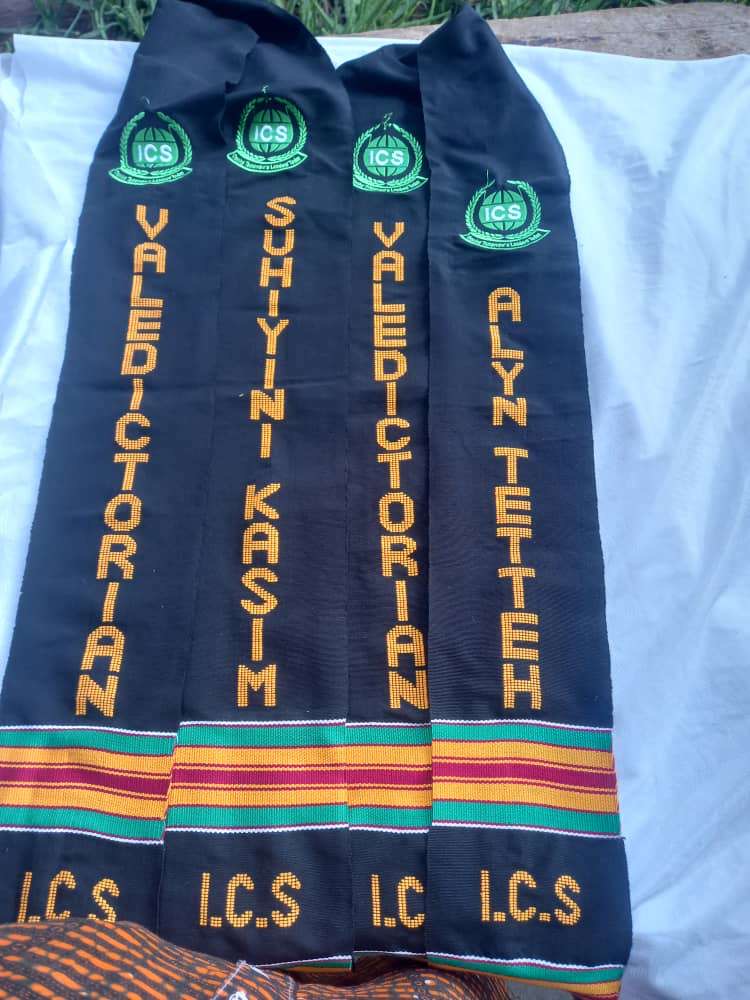 ICS
VALEDICTORIAN
I.C.S
ICS
SUHIYINI KASIM
I.C.S
ICS
VALEDICTORIAN
I.C
ICS
ALYN TETTEH
I.C.S